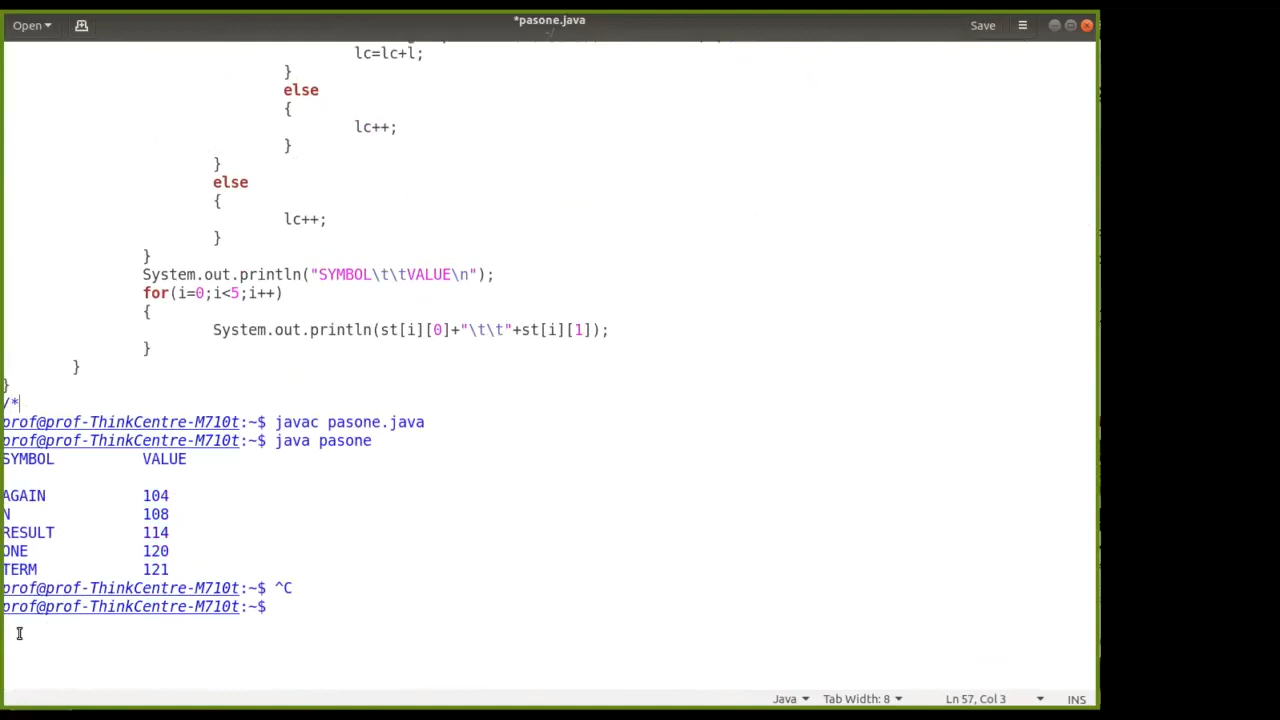 Open
*pasone.java
~/
Save
lc=lc+l;
}
else
{
lc++;
}
}
else
{
lc++;
}
}
System.out.println("SYMBOL\t\tVALUE\n");
for(i=0;i<5;i++)
{
System.out.println(st[i][0]+"\t\t"+st[i][1]);
}
}
}
/*
prof@prof-ThinkCentre-M710t:~$ javac pasone.java
prof@prof-ThinkCentre-M710t:~$ java pasone
SYMBOL VALUE
AGAIN 104
N 108
RESULT 114
ONE 120
TERM 121
prof@prof-ThinkCentre-M710t:~$ ^C
prof@prof-ThinkCentre-M710t:~$
Java Tab Width: 8 Ln 57, Col 3 INS